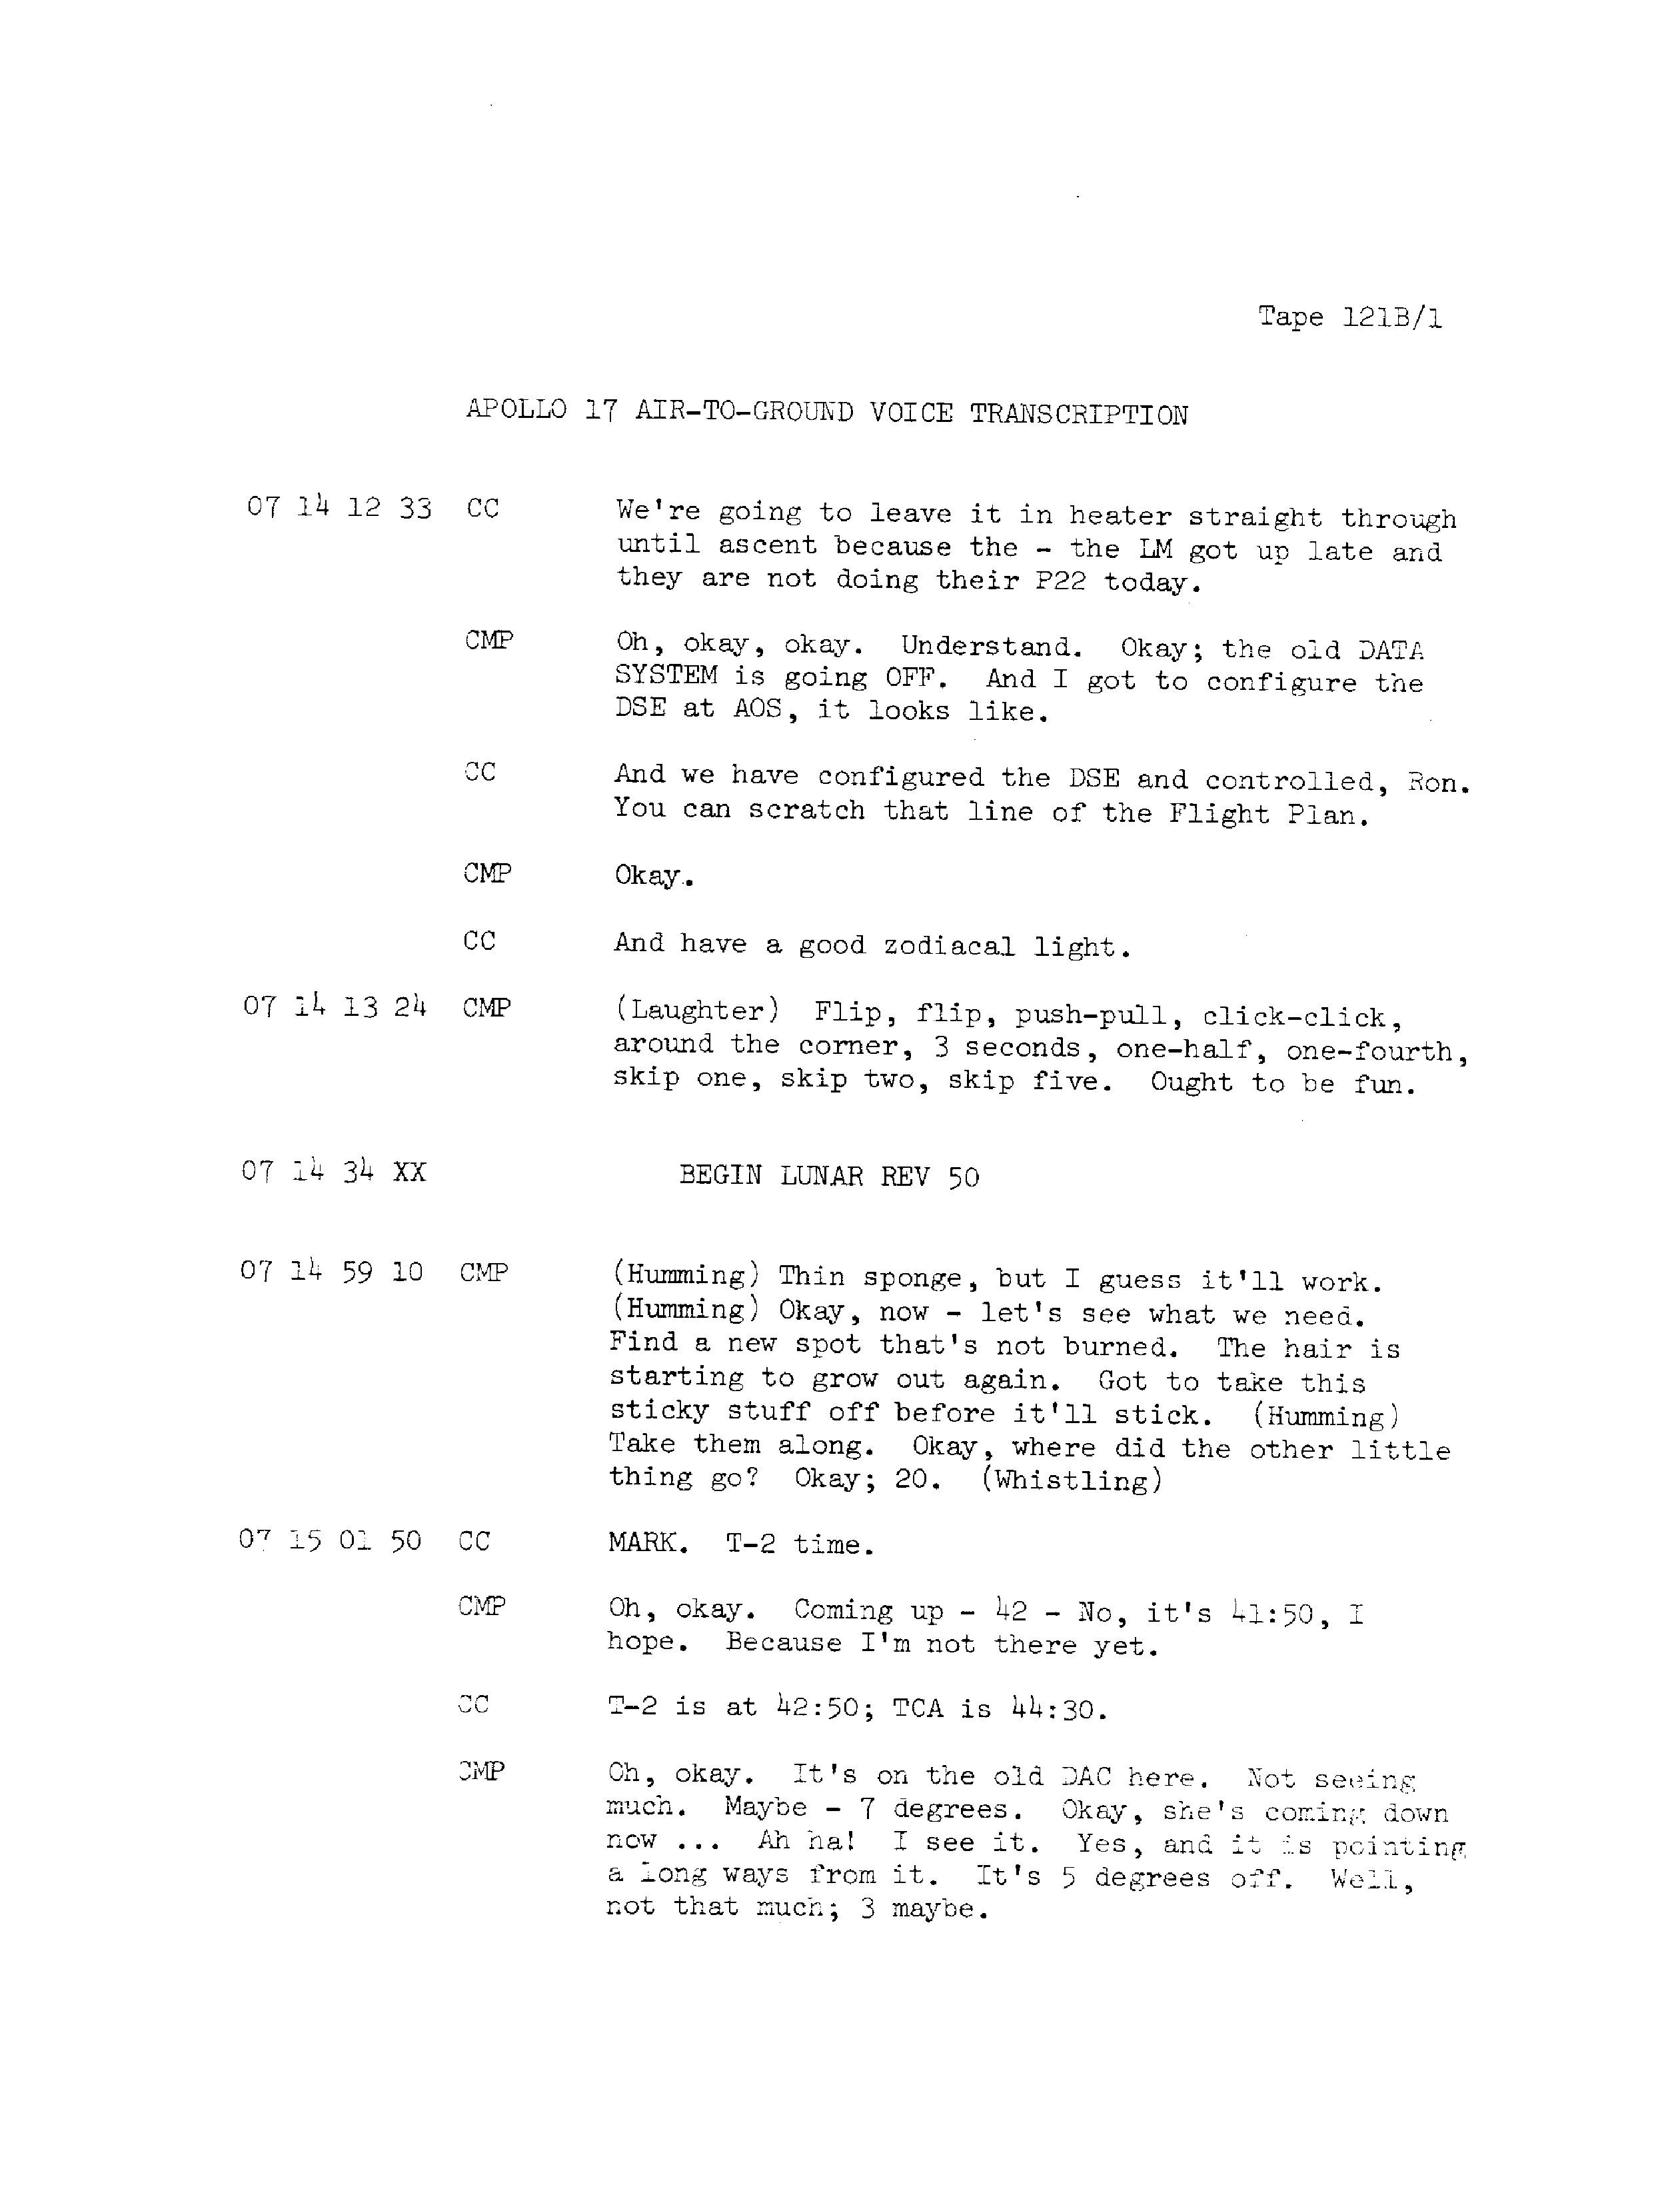 Tape 121B/1
APOLLO 17 AIR-TO-GROUND VOICE TRANSCRIPTION
07 14 12 33 CC We're going to leave it in heater straight through
until ascent because the - the LM got up late and
they are not doing their P22 today.
CMP Oh, okay, okay. Understand. Okay; the old DATA
SYSTEM is going OFF. And I got to configure the
DSE at AOS, it looks like.
CC And we have configured the DSE and controlled, Ron.
You can scratch that line of the Flight Plan.
CMP Okay.
CC And have a good zodiacal light.
07 14 13 24 CMP (Laughter) Flip, flip, push-pull, click-click,
around the corner, 3 seconds, one-half, one-fourth,
skip one, skip two, skip five. Ought to be fun.
07 14 34 XX BEGIN LUNAR REV 50
07 14 59 10 CMP (Humming) Thin sponge, but I guess it'll work.
(Humming) Okay, now - let's see what we need.
Find a new spot that's not burned. The hair is
starting to grow out again. Got to take this
sticky stuff off before it'll stick. (Humming)
Take them along. Okay, where did the other little
thing go? Okay; 20. (Whistling)
07 15 01 50 CC MARK. T-2 time.
CMP Oh, okay. Coming up - 42 - No, it's 41:50, I
hope. Because I'm not there yet.
CC T-2 is at 42:50; TCA is 44:30.
CMP Oh, okay. It's on the old DAC here. Not seeing
much. Maybe - 7 degrees. Okay, she's coming down
now ... Ah ha! I see it. Yes, and it is pointing
a long ways from it. It's 5 degrees off. Well,
not that much; 3 maybe.